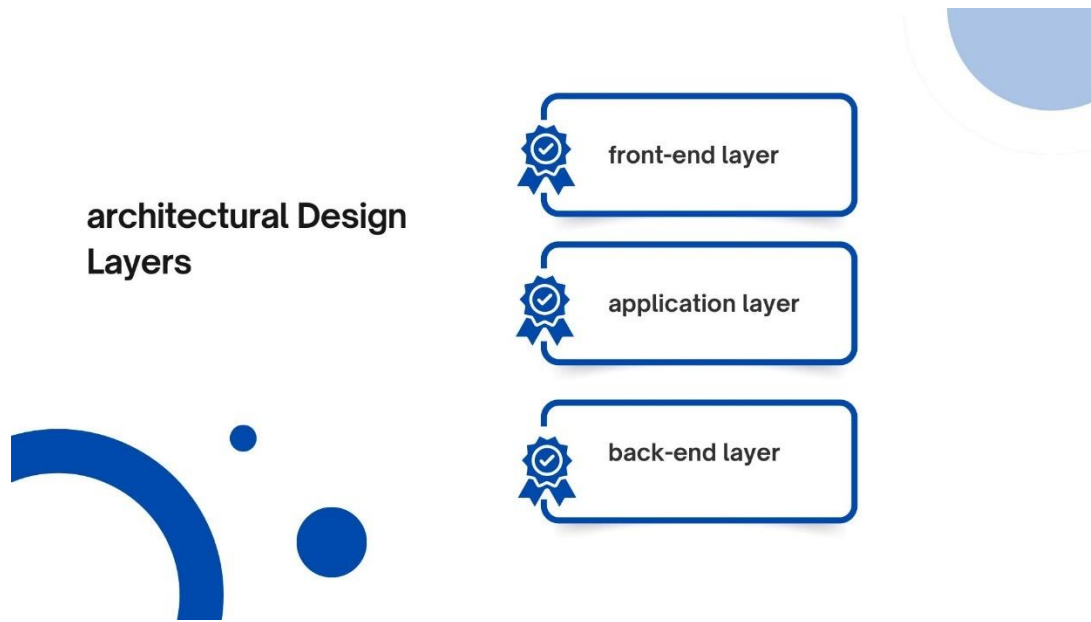 architectural Design
Layers
front-end layer
application layer
back-end layer